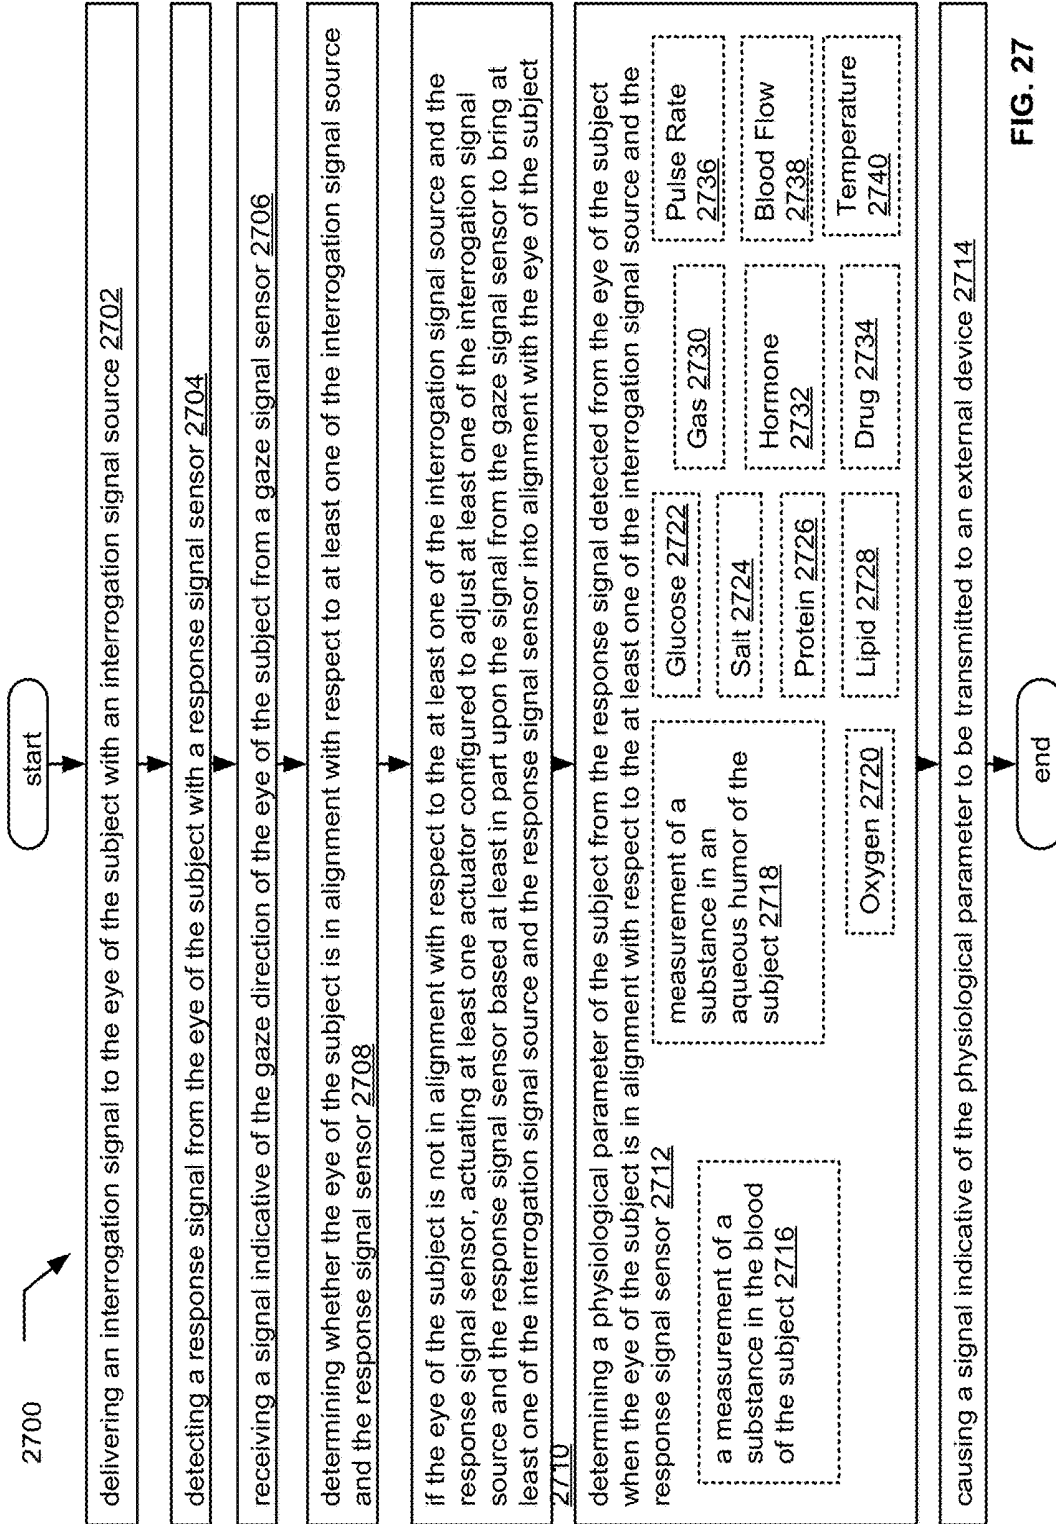 2700
start
delivering an interrogation signal to the eye of the subject with an interrogation signal source 2702
detecting a response signal from the eye of the subject with a response signal sensor 2704
receiving a signal indicative of the gaze direction of the eye of the subject from a gaze signal sensor 2706
determining whether the eye of the subject is in alignment with respect to at least one of the interrogation signal source
and the response signal sensor 2708
if the eye of the subject is not in alignment with respect to the at least one of the interrogation signal source and the
response signal sensor, actuating at least one actuator configured to adjust at least one of the interrogation signal
source and the response signal sensor based at least in part upon the signal from the gaze signal sensor to bring at
least one of the interrogation signal source and the response signal sensor into alignment with the eye of the subject
2710
determining a physiological parameter of the subject from the response signal detected from the eye of the subject
when the eye of the subject is in alignment with respect to the at least one of the interrogation signal source and the
response signal sensor 2712
a measurement of a
substance in the blood
of the subject 2716
measurement of a
substance in an
aqueous humor of the
subject 2718
Oxygen 2720
Glucose 2722
Salt 2724
Protein 2726
Lipid 2728
Gas 2730
Hormone
2732
Drug 2734
Pulse Rate
2736
Blood Flow
2738
Temperature
2740
causing a signal indicative of the physiological parameter to be transmitted to an external device 2714
end
FIG. 27